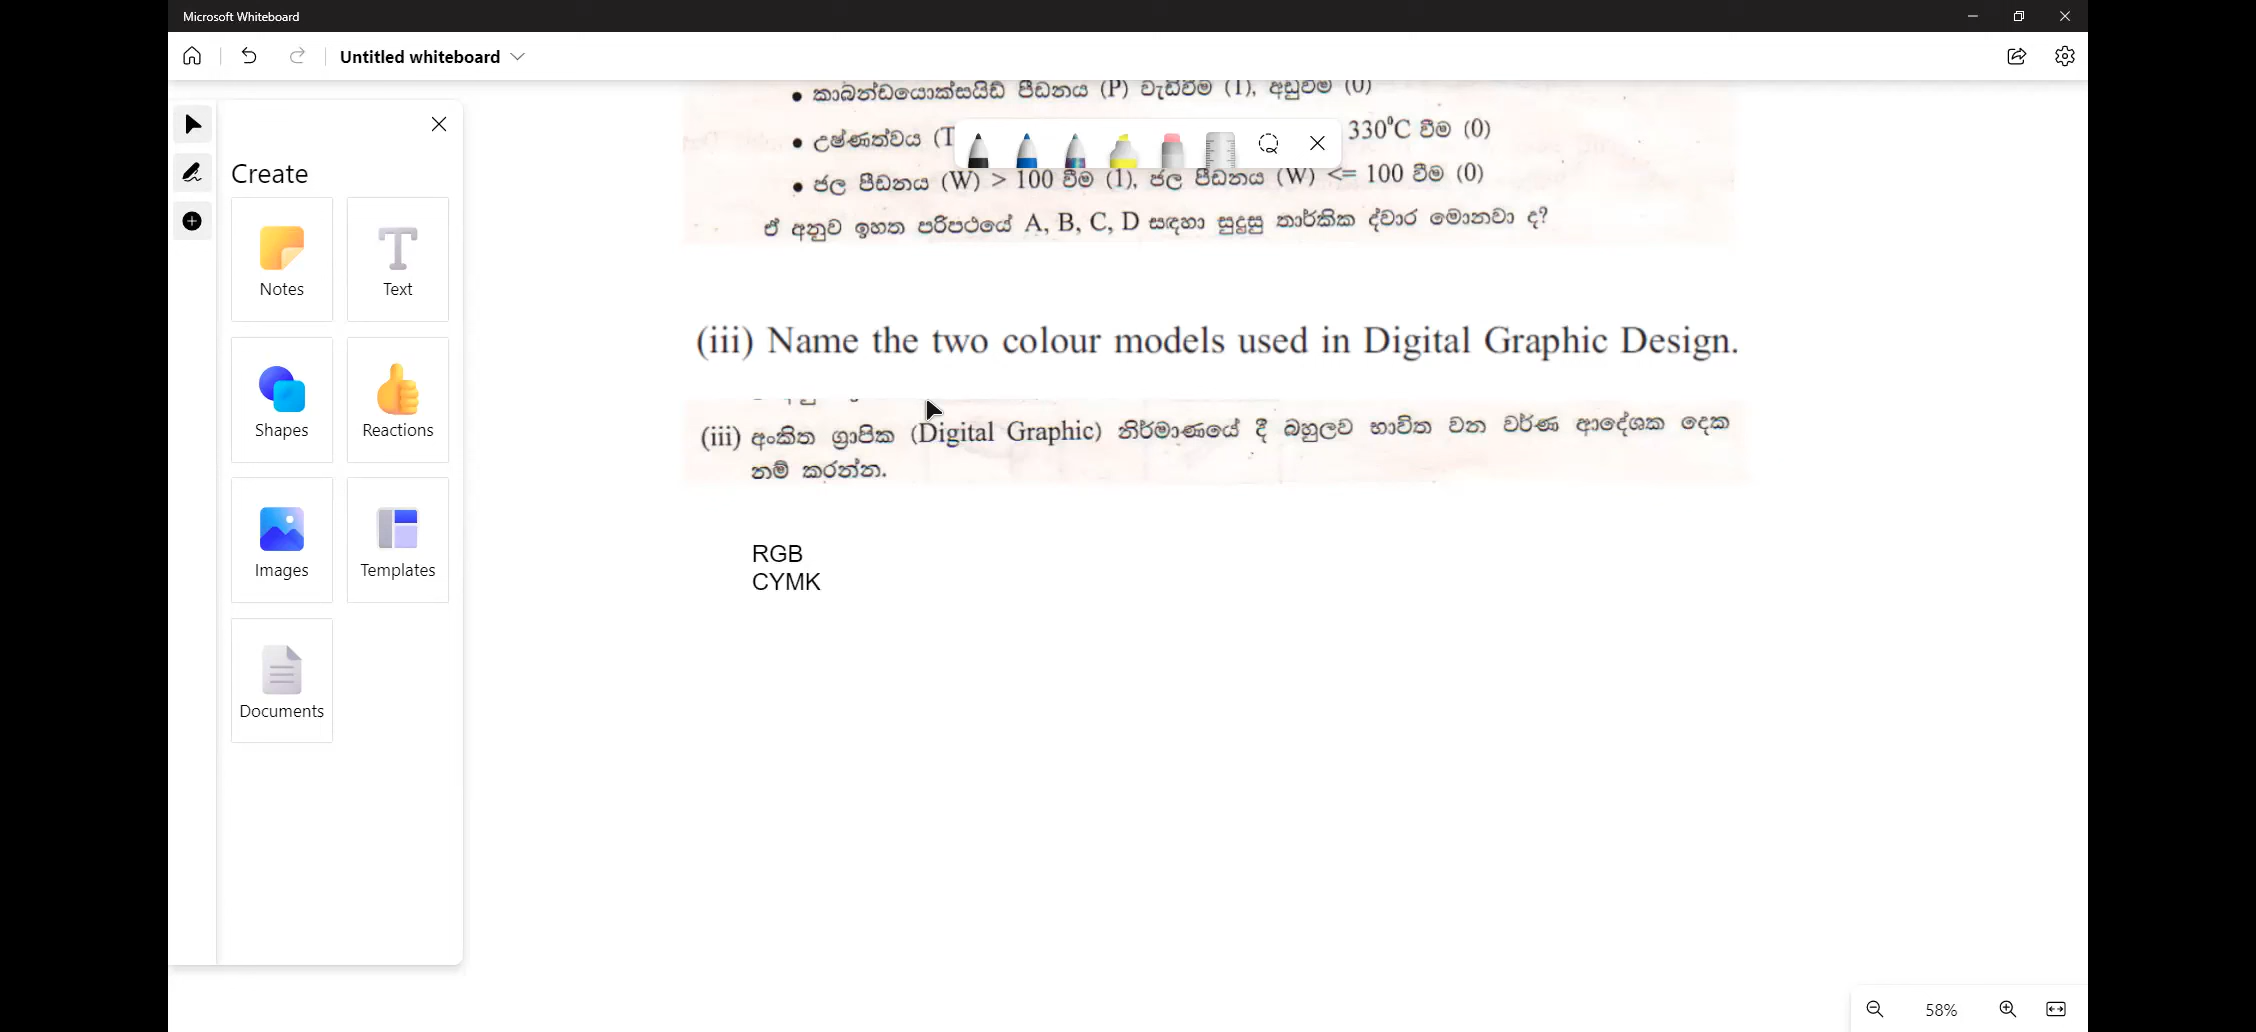 Microsoft Whiteboard
Untitled whiteboard
Create
Notes
Text
Shapes
Reactions
Images
Templates
Documents
• කාබන්ඩයොක්සයිඩ් පීඩනය (P) වැඩිවීම (1), අඩුවීම (0)
• උෂ්ණත්වය (T 330⁰C වීම (0)
• ජල පීඩනය (W) > 100 වීම (1), ජල පීඩනය (W) <= 100 වීම (0)
ඒ අනුව ඉහත පරිපථයේ A, B, C, D සඳහා සුදුසු තාර්කික ද්වාර මොනවා ද?
(iii) Name the two colour models used in Digital Graphic Design.
(iii) අංකිත ග්‍රාපික (Digital Graphic) නිර්මාණයේ දී බහුලව භාවිත වන වර්ණ ආදේශක දෙක
නම් කරන්න.
RGB
CYMK
58%